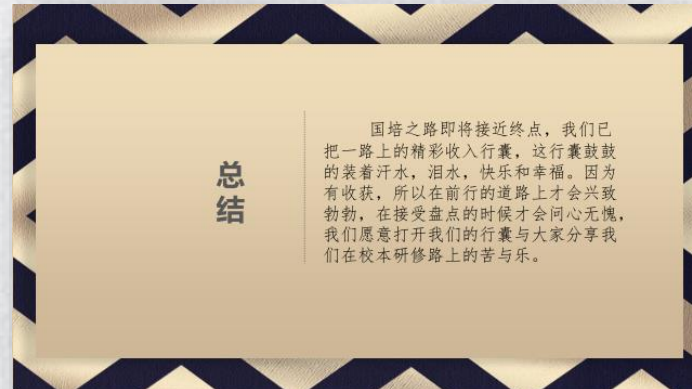 总
结
国培之路即将接近终点，我们已
把一路上的精彩收入行囊，这行囊鼓鼓
的装着汗水，泪水，快乐和幸福。因为
有收获，所以在前行的道路上才会兴致
勃勃，在接受盘点的时候才会问心无愧，
我们愿意打开我们的行囊与大家分享我
们在校本研修路上的苦与乐。